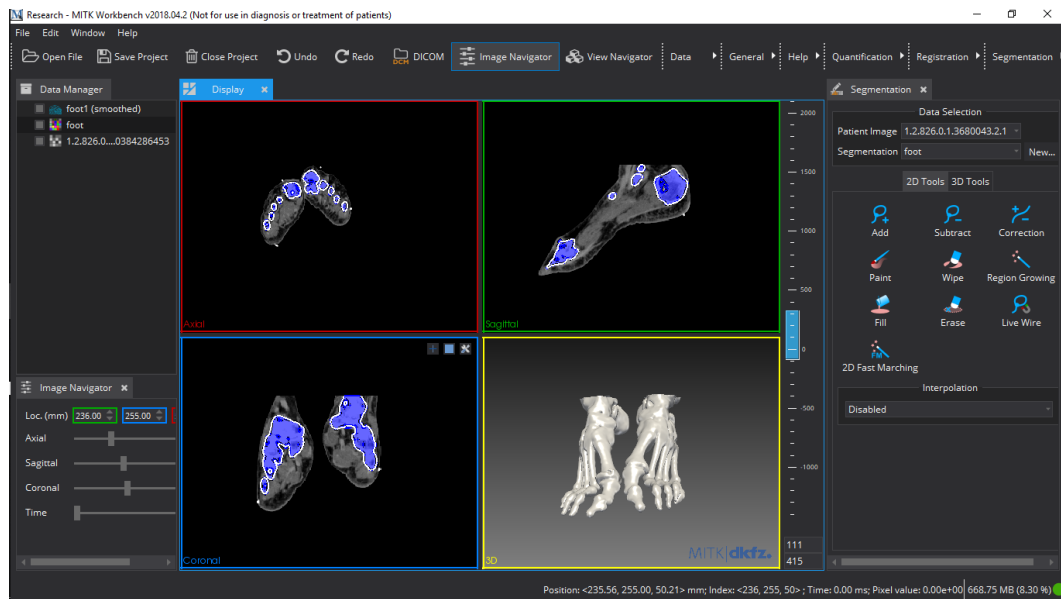 Research - MITK Workbench v2018.04.2 (Not for use in diagnosis or treatment of patients)
File Edit Window Help
Open File Save Project Close Project Undo Redo DICOM Image Navigator View Navigator Data General Help Quantification Registration Segmentation
Data Manager
foot1 (smoothed)
foot
1.2.826.0....0384286453
Display
Axial
Sagittal
Coronal
3D
MITK dkfz.
2000
1500
1000
500
0
-500
-1000
111
415
Image Navigator
Loc. (mm) 236.00 255.00
Axial
Sagittal
Coronal
Time
Segmentation
Data Selection
Patient Image 1.2.826.0.1.3680043.2.1
Segmentation foot New...
2D Tools 3D Tools
Add Subtract Correction
Paint Wipe Region Growing
Fill Erase Live Wire
2D Fast Marching
Interpolation
Disabled
Position: <235.56, 255.00, 50.21> mm; Index: <236, 255, 50> ; Time: 0.00 ms; Pixel value: 0.00e+00 668.75 MB (8.30 %)